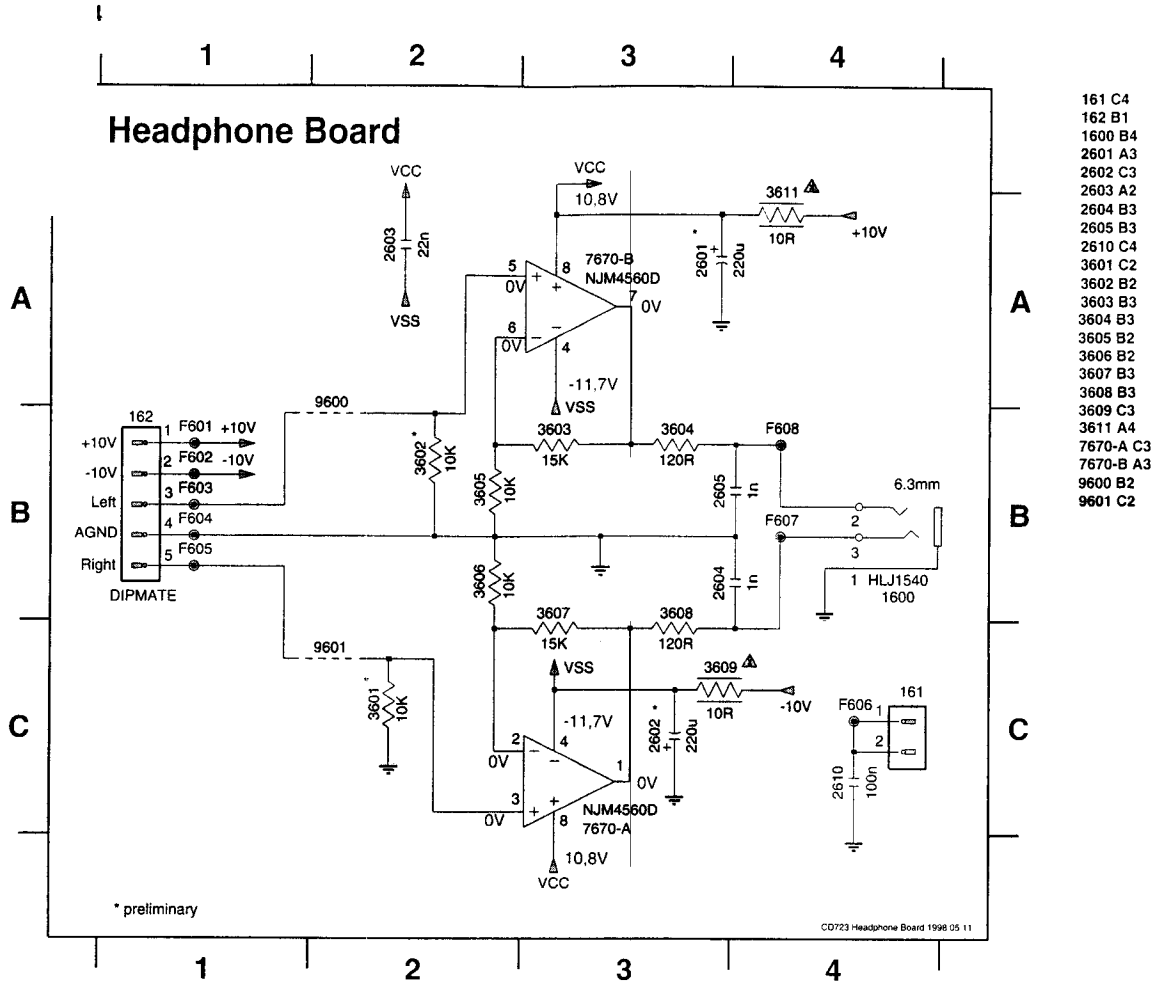 1 2 3 4
Headphone Board
161 C4
162 B1
1600 B4
2601 A3
2602 C3
2603 A2
2604 B3
2605 B3
2610 C4
3601 C2
3602 B2
3603 B3
3604 B3
3605 B2
3606 B2
3607 B3
3608 B3
3609 C3
3611 A4
7670-A C3
7670-B A3
9600 B2
9601 C2
VCC
2603
22n
VSS
VCC
10,8V
3611
10R
+10V
*
2601
+
220u
A
A
5
0V
+
+
8
7670-B
NJM4560D
7
0V
6
0V
−
−
4
-11,7V
VSS
9600
162
+10V
1
F601
+10V
-10V
2
F602
-10V
Left
3
F603
AGND
4
F604
Right
5
F605
DIPMATE
B
B
3602
*
10K
3603
15K
3604
120R
F608
3605
10K
2605
1n
6.3mm
2
F607
3
1
HLJ1540
1600
3606
10K
2604
1n
3607
15K
3608
120R
9601
3601
*
10K
VSS
3609
10R
-10V
-11,7V
2602
*
+
220u
C
C
F606
161
1
2
2610
100n
2
0V
−
−
4
1
0V
3
0V
+
+
8
NJM4560D
7670-A
10,8V
VCC
* preliminary
CD723 Headphone Board 1998 05 11
1 2 3 4